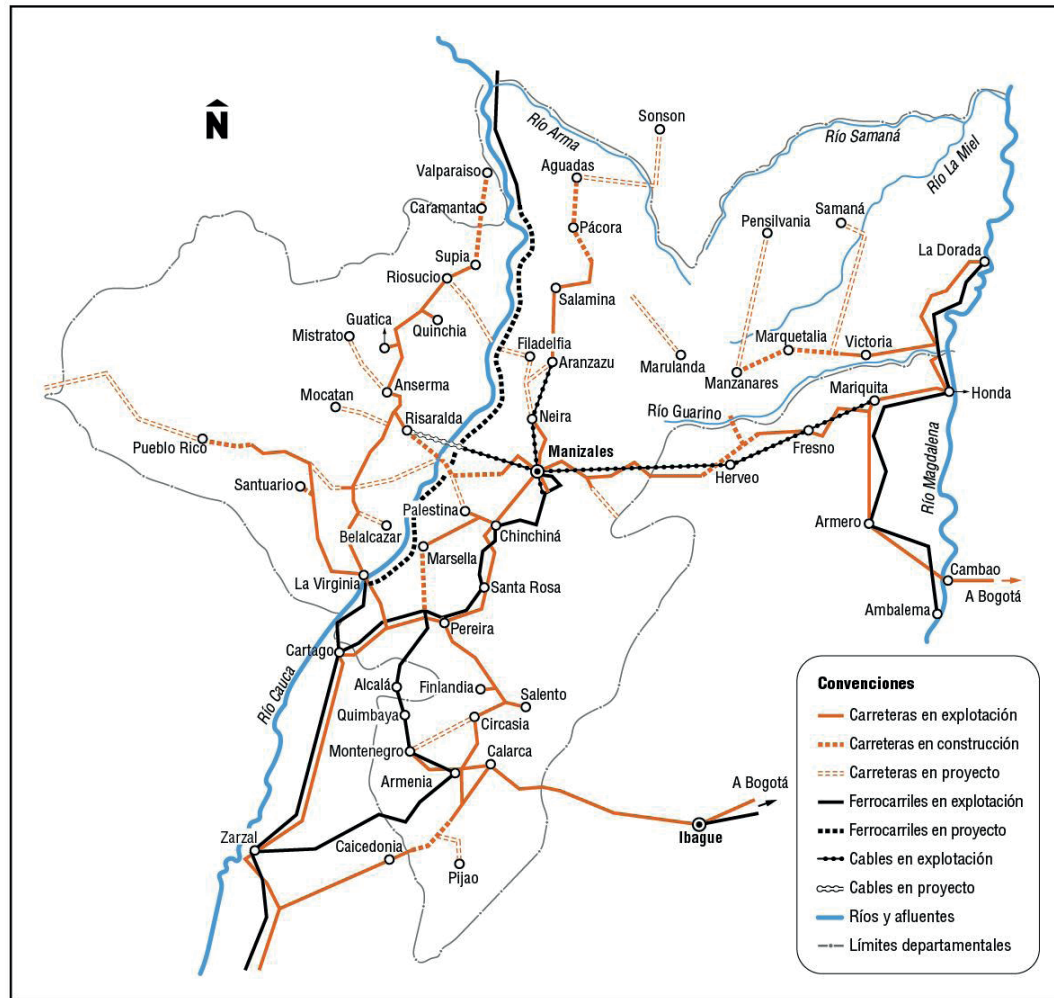 N
Río Arma
Sonson
Río Samaná
Río La Miel
Valparaiso
Aguadas
Caramanta
Pácora
Pensilvania
Samaná
Supia
La Dorada
Riosucio
Salamina
Guatica
Quinchia
Mistrato
Filadelfia
Aranzazu
Marulanda
Marquetalia
Victoria
Manzanares
Anserma
Mocatan
Mariquita
Honda
Risaralda
Neira
Río Guarino
Pueblo Rico
Manizales
Fresno
Herveo
Santuario
Río Magdalena
Palestina
Belalcazar
Chinchiná
Armero
Marsella
La Virginia
Santa Rosa
Cambao
A Bogotá
Ambalema
Pereira
Cartago
Río Cauca
Alcalá
Finlandia
Salento
Quimbaya
Circasia
Montenegro
Calarca
Armenia
A Bogotá
Ibague
Zarzal
Caicedonia
Pijao
Convenciones
Carreteras en explotación
Carreteras en construcción
Carreteras en proyecto
Ferrocarriles en explotación
Ferrocarriles en proyecto
Cables en explotación
Cables en proyecto
Ríos y afluentes
Límites departamentales